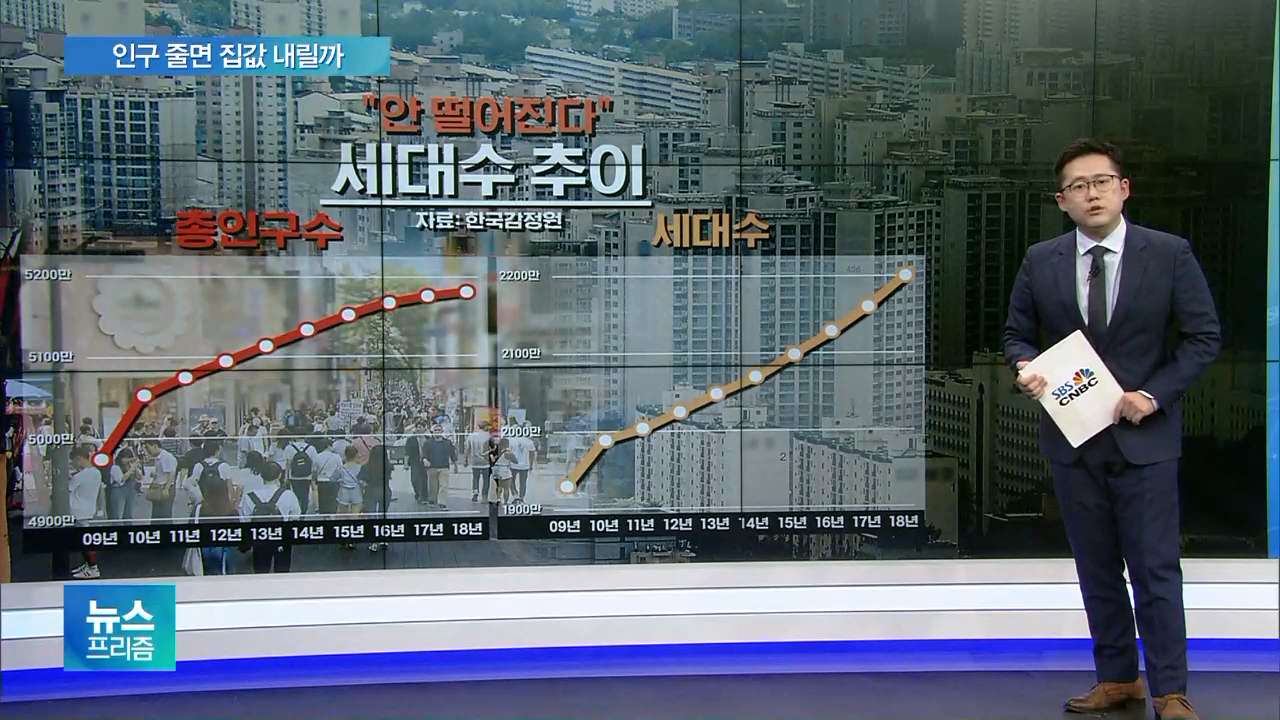 인구 줄면 집값 내릴까
"안 떨어진다"
세대수 추이
자료: 한국감정원
총인구수
5200만
5100만
5000만
4900만
09년 10년 11년 12년 13년 14년 15년 16년 17년 18년
세대수
2200만
2100만
2000만
1900만
09년 10년 11년 12년 13년 14년 15년 16년 17년 18년
SBS
CNBC
뉴스
프리즘